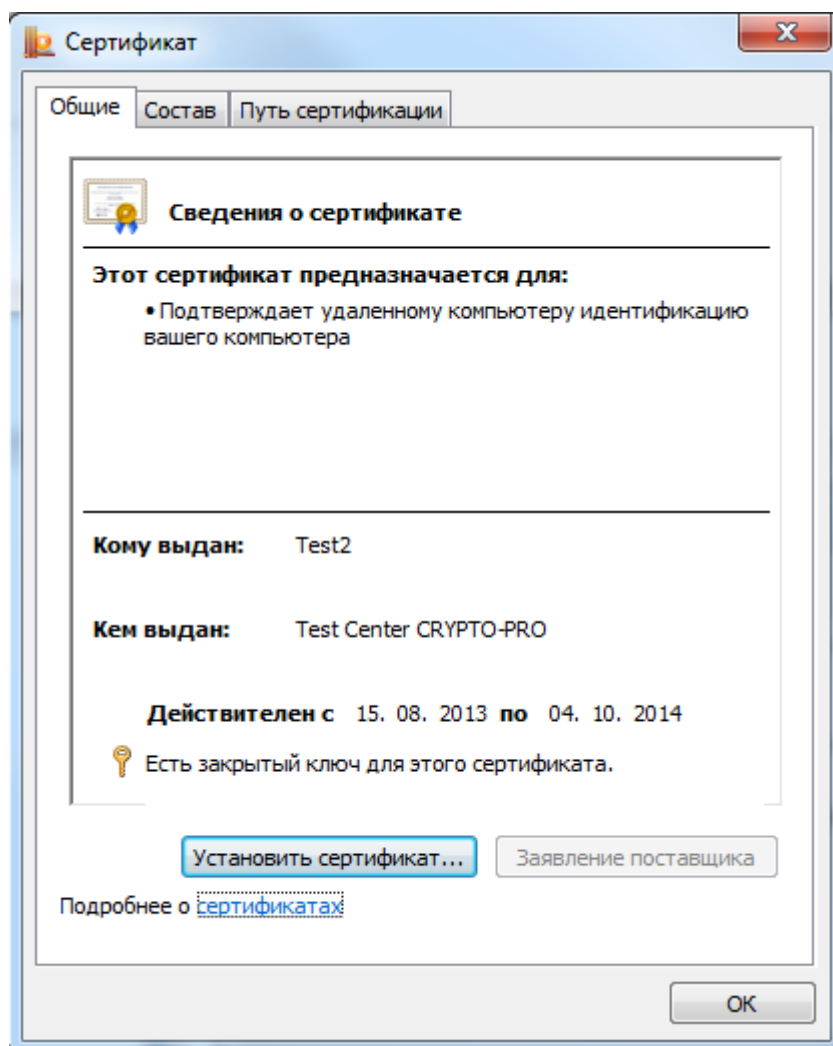 Сертификат
Общие Состав Путь сертификации
Сведения о сертификате
Этот сертификат предназначается для:
• Подтверждает удаленному компьютеру идентификацию
вашего компьютера
Кому выдан: Test2
Кем выдан: Test Center CRYPTO-PRO
Действителен с 15. 08. 2013 по 04. 10. 2014
Есть закрытый ключ для этого сертификата.
Установить сертификат... Заявление поставщика
Подробнее о сертификатах
ОК